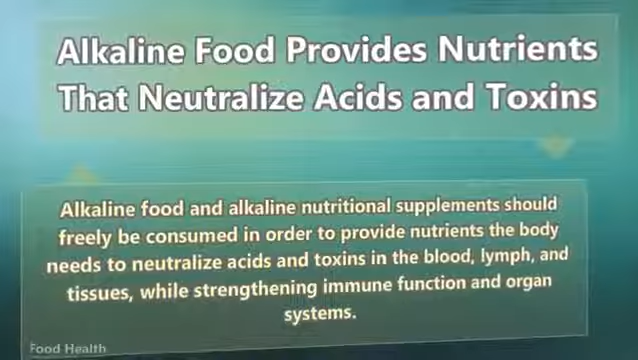 Alkaline Food Provides Nutrients
That Neutralize Acids and Toxins
Alkaline food and alkaline nutritional supplements should
freely be consumed in order to provide nutrients the body
needs to neutralize acids and toxins in the blood, lymph, and
tissues, while strengthening immune function and organ
systems.
Food Health